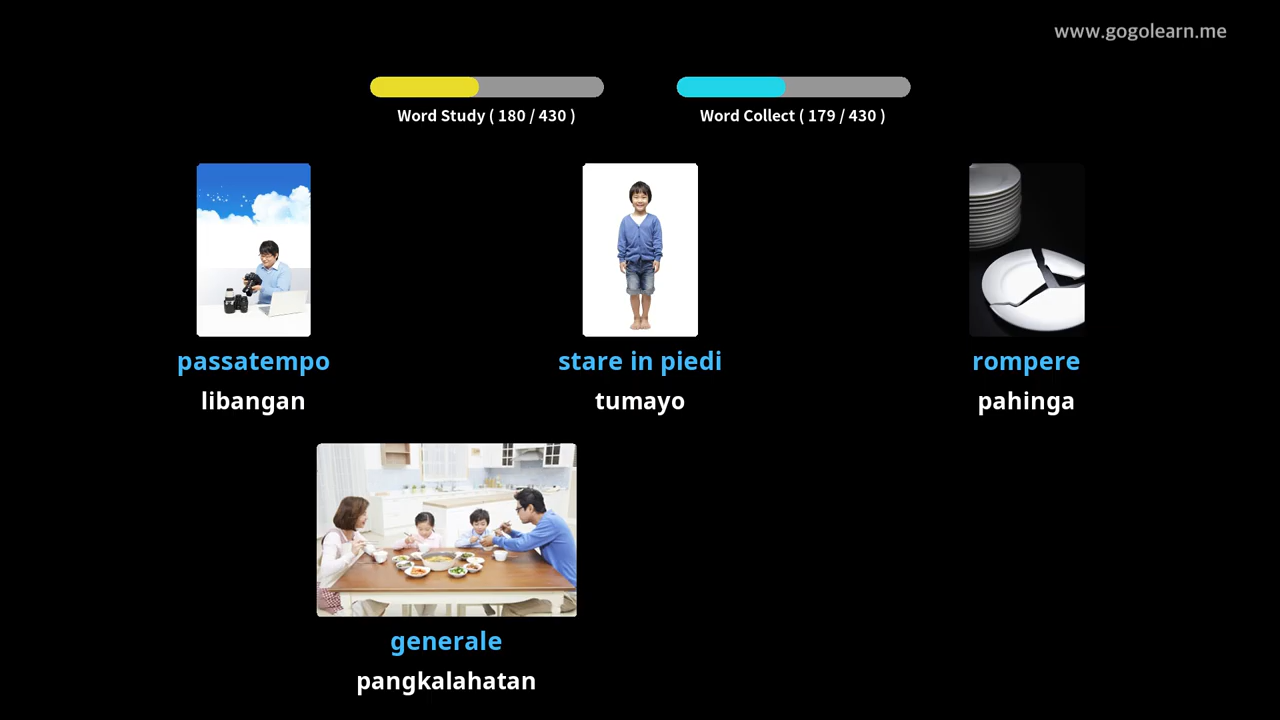 www.gogolearn.me
Word Study ( 180 / 430 )
Word Collect ( 179 / 430 )
passatempo
libangan
stare in piedi
tumayo
rompere
pahinga
generale
pangkalahatan